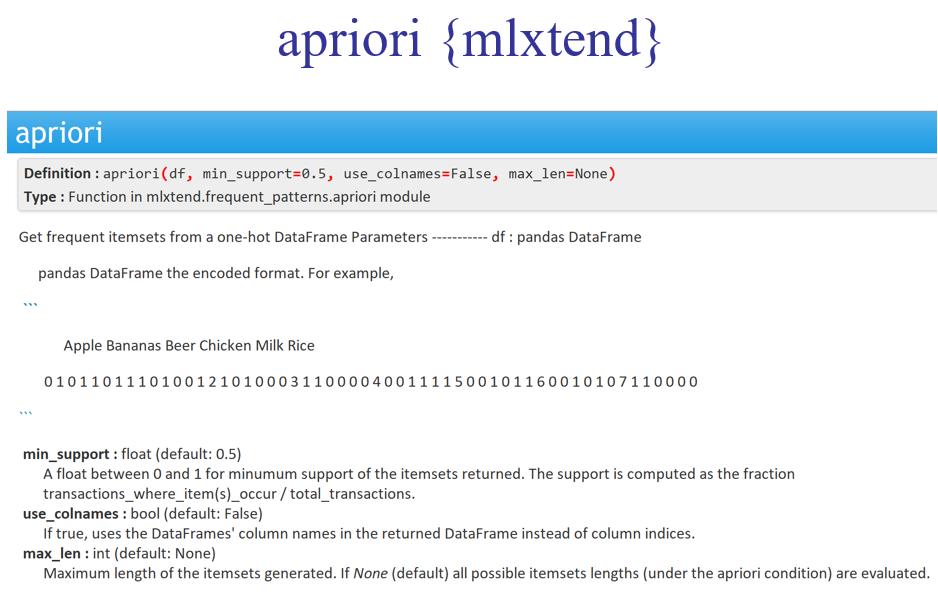 apriori {mlxtend}
apriori
Definition : apriori(df, min_support=0.5, use_colnames=False, max_len=None)
Type : Function in mlxtend.frequent_patterns.apriori module
Get frequent itemsets from a one-hot DataFrame Parameters ----------- df : pandas DataFrame
pandas DataFrame the encoded format. For example,
```
Apple Bananas Beer Chicken Milk Rice
0 1 0 1 1 0 1 1 1 0 1 0 0 1 2 1 0 1 0 0 0 3 1 1 0 0 0 0 4 0 0 1 1 1 1 5 0 0 1 0 1 1 6 0 0 1 0 1 0 7 1 1 0 0 0 0
```
min_support : float (default: 0.5)
A float between 0 and 1 for minumum support of the itemsets returned. The support is computed as the fraction
transactions_where_item(s)_occur / total_transactions.
use_colnames : bool (default: False)
If true, uses the DataFrames' column names in the returned DataFrame instead of column indices.
max_len : int (default: None)
Maximum length of the itemsets generated. If None (default) all possible itemsets lengths (under the apriori condition) are evaluated.